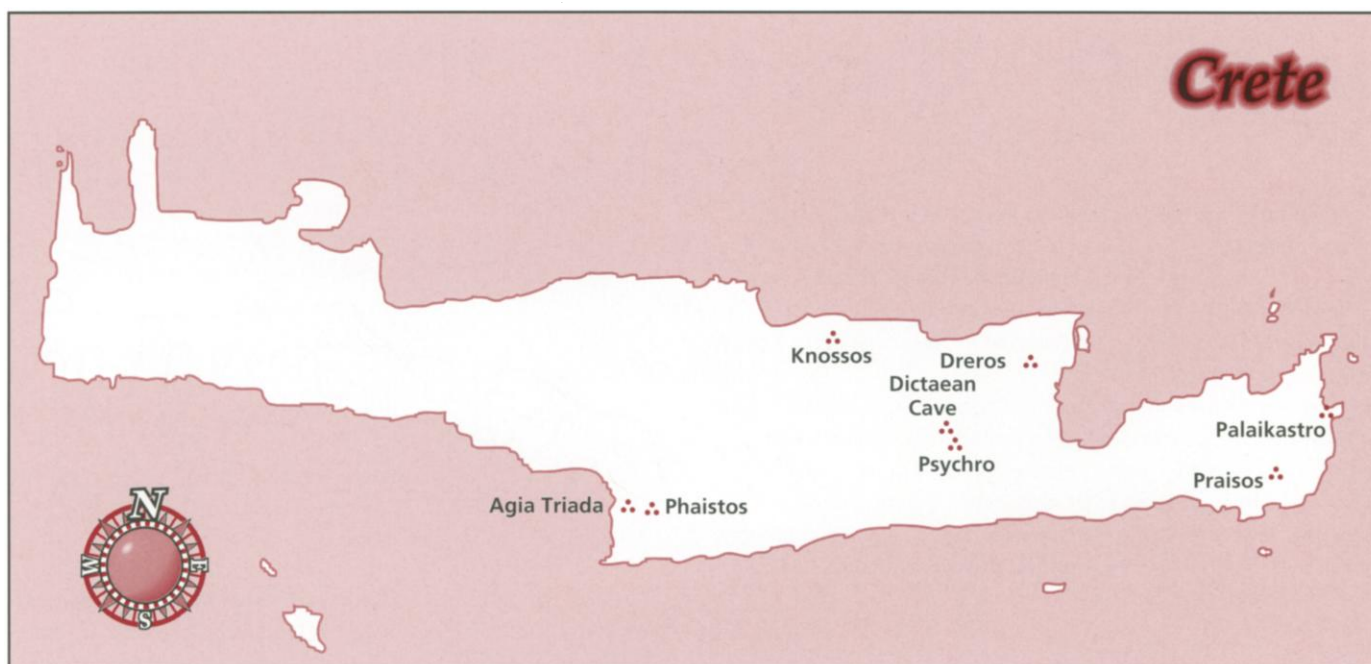 Crete
Knossos
Dreros
Dictaean
Cave
Psychro
Palaikastro
Praisos
Agia Triada
Phaistos
N
W
E
S